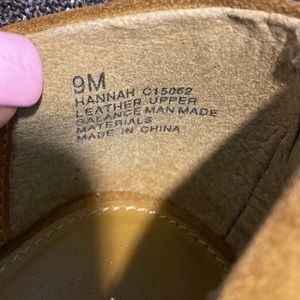 9M
HANNAH C15062
LEATHER UPPER
BALANCE MAN MADE
MATERIALS
MADE IN CHINA